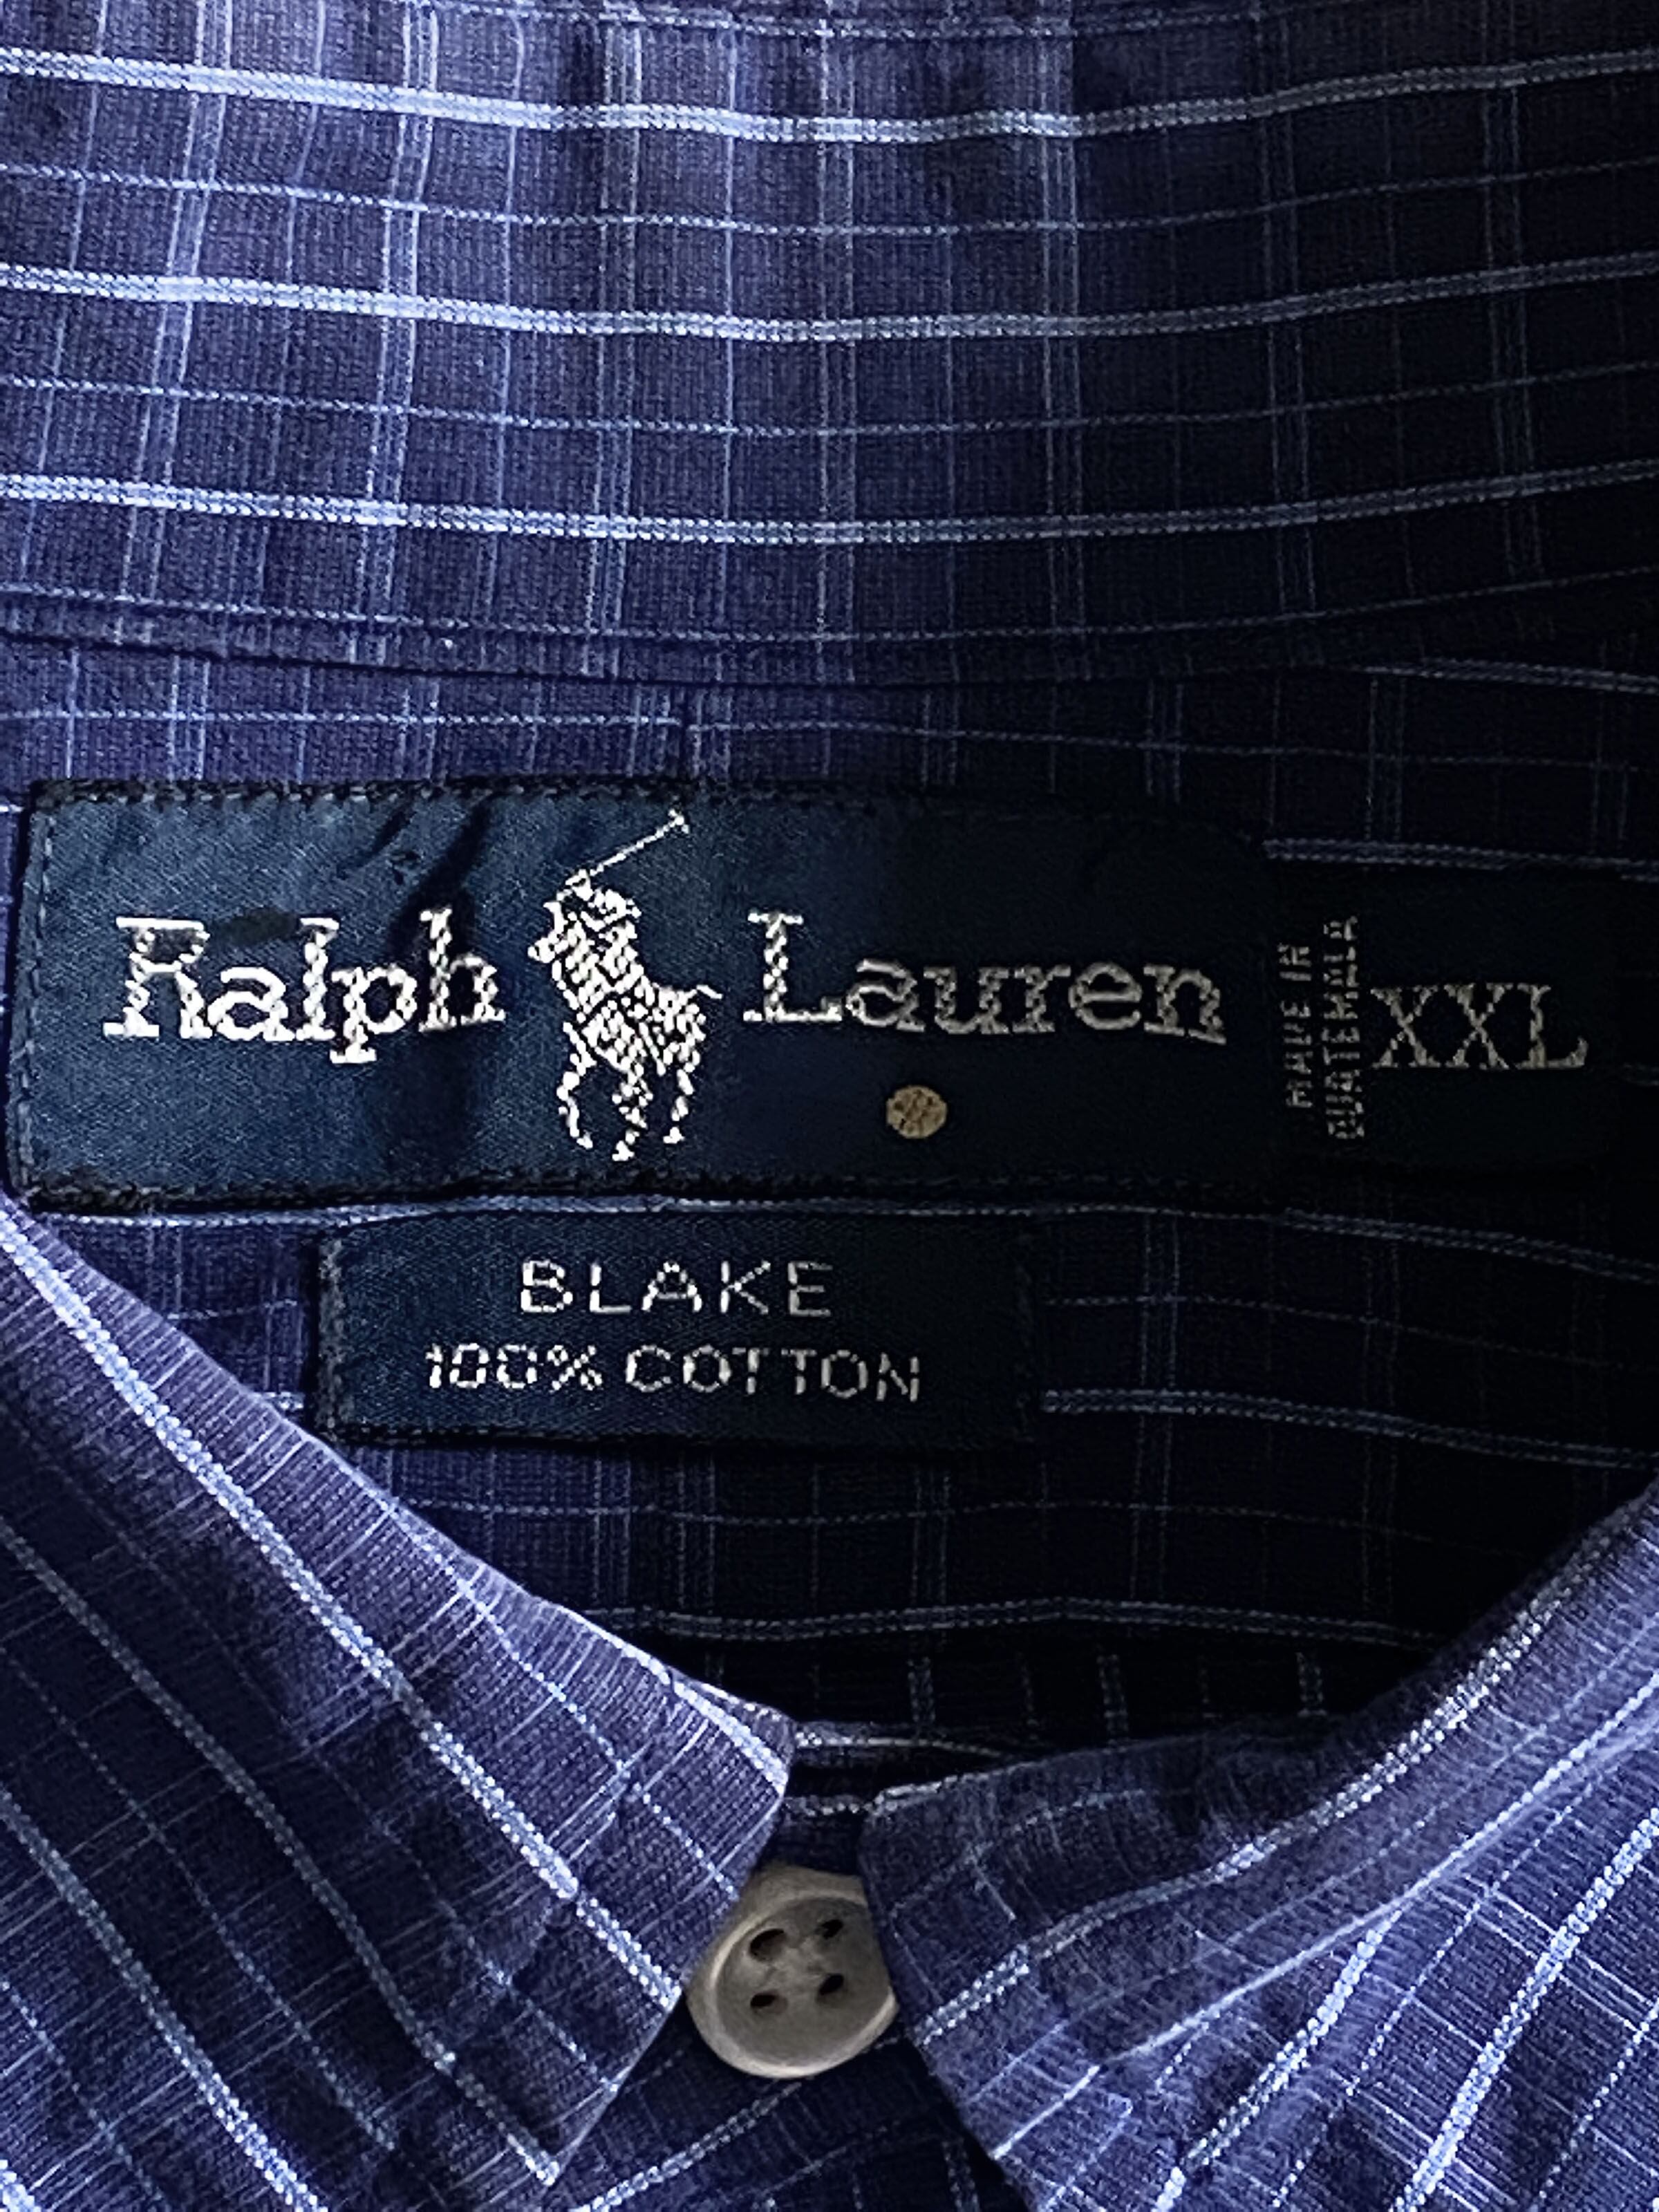 Ralph Lauren
MADE IN
GUATEMALA
XXL
BLAKE
100% COTTON